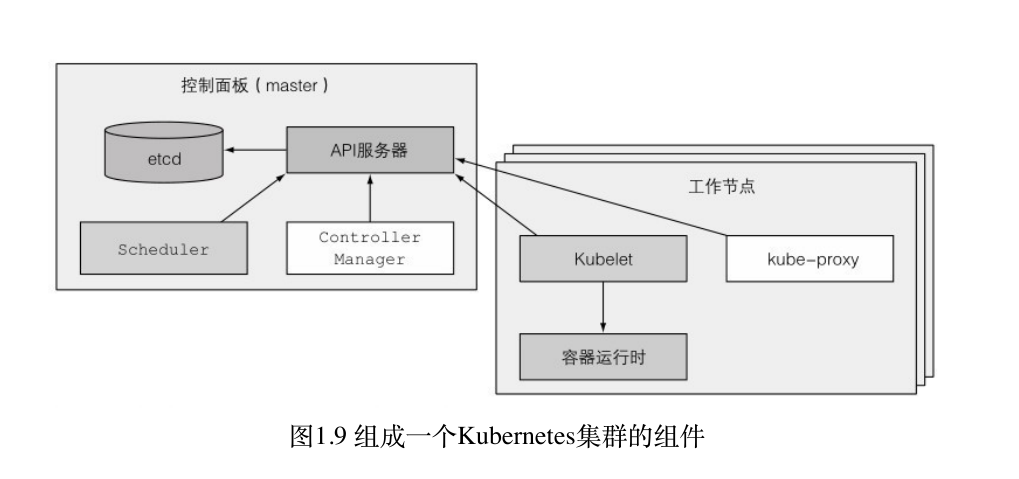 控制面板（master）
etcd
API服务器
Scheduler
Controller
Manager
工作节点
Kubelet
kube-proxy
容器运行时
图1.9 组成一个Kubernetes集群的组件